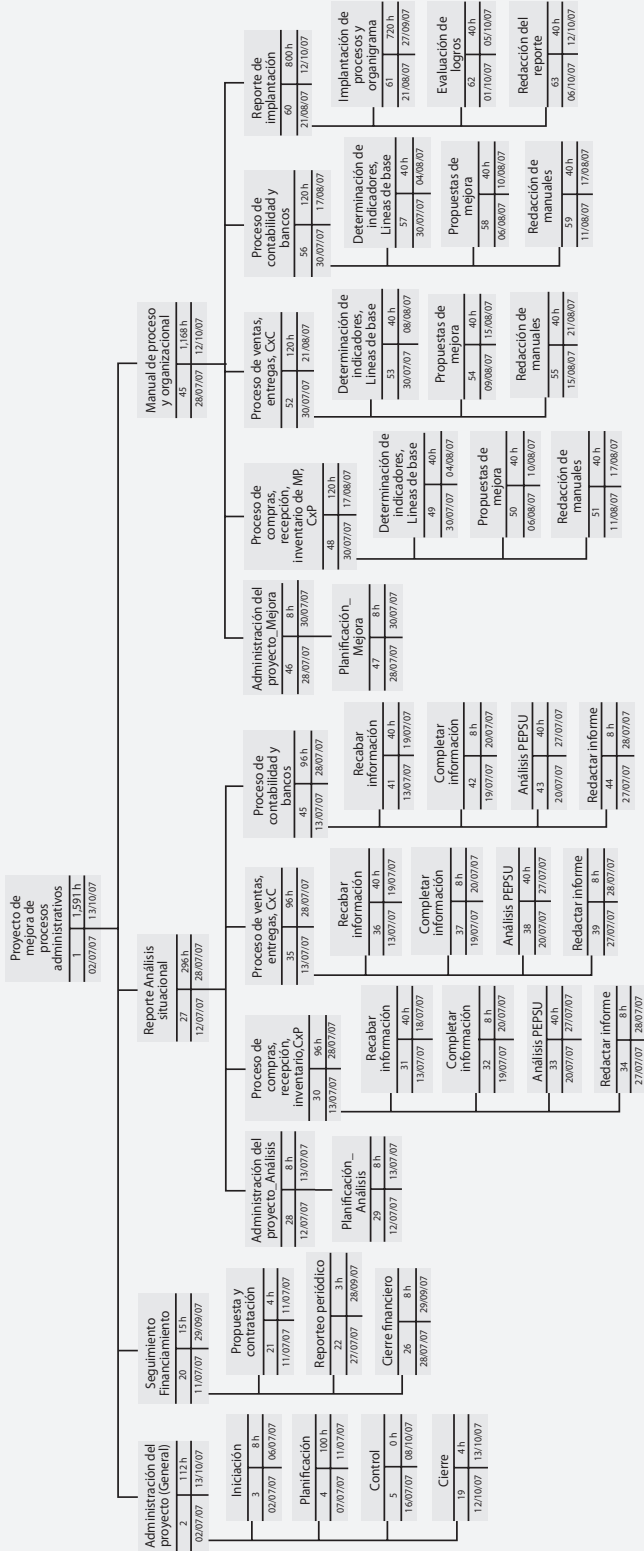 Proyecto de
mejora de
procesos
administrativos
1 1,591 h
02/07/07 13/10/07
Administración del
proyecto (General)
2 112 h
02/07/07 13/10/07
Iniciación
3 8 h
02/07/07 06/07/07
Planificación
4 100 h
07/07/07 11/07/07
Control
5 0 h
16/07/07 08/10/07
Cierre
19 4 h
12/10/07 13/10/07
Seguimiento
Financiamiento
20 15 h
11/07/07 29/09/07
Propuesta y
contratación
21 4 h
11/07/07 11/07/07
Reporteo periódico
22 3 h
27/07/07 28/09/07
Cierre financiero
26 8 h
28/07/07 29/09/07
Reporte Análisis
situacional
27 296 h
12/07/07 28/07/07
Administración del
proyecto_Análisis
28 8 h
12/07/07 13/07/07
Planificación_
Análisis
29 8 h
12/07/07 13/07/07
Proceso de
compras,
recepción,
inventario,CxP
30 96 h
13/07/07 28/07/07
Recabar
información
31 40 h
13/07/07 18/07/07
Completar
información
32 8 h
19/07/07 20/07/07
Análisis PEPSU
33 40 h
20/07/07 27/07/07
Redactar informe
34 8 h
27/07/07 28/07/07
Proceso de ventas,
entregas, CxC
35 96 h
13/07/07 28/07/07
Recabar
información
36 40 h
13/07/07 19/07/07
Completar
información
37 8 h
19/07/07 20/07/07
Análisis PEPSU
38 40 h
20/07/07 27/07/07
Redactar informe
39 8 h
27/07/07 28/07/07
Proceso de
contabilidad y
bancos
45 96 h
13/07/07 28/07/07
Recabar
información
41 40 h
13/07/07 19/07/07
Completar
información
42 8 h
19/07/07 20/07/07
Análisis PEPSU
43 40 h
20/07/07 27/07/07
Redactar informe
44 8 h
27/07/07 28/07/07
Manual de proceso
y organizacional
45 1,168 h
28/07/07 12/10/07
Administración del
proyecto_Mejora
46 8 h
28/07/07 30/07/07
Planificación_
Mejora
47 8 h
28/07/07 30/07/07
Proceso de
compras,
recepción,
inventario de MP,
CxP
48 120 h
30/07/07 17/08/07
Determinación de
indicadores,
Lineas de base
49 40h
30/07/07 04/08/07
Propuestas de
mejora
50 40 h
06/08/07 10/08/07
Redacción de
manuales
51 40 h
11/08/07 17/08/07
Proceso de ventas,
entregas, CxC
52 120 h
30/07/07 21/08/07
Determinación de
indicadores,
Lineas de base
53 40 h
30/07/07 08/08/07
Propuestas de
mejora
54 40 h
09/08/07 15/08/07
Redacción de
manuales
55 40 h
15/08/07 21/08/07
Proceso de
contabilidad y
bancos
56 120 h
30/07/07 17/08/07
Determinación de
indicadores,
Lineas de base
57 40 h
30/07/07 04/08/07
Propuestas de
mejora
58 40 h
06/08/07 10/08/07
Redacción de
manuales
59 40 h
11/08/07 17/08/07
Reporte de
implantación
60 800 h
21/08/07 12/10/07
Implantación de
procesos y
organigrama
61 720 h
21/08/07 27/09/07
Evaluación de
logros
62 40 h
01/10/07 05/10/07
Redacción del
reporte
63 40 h
06/10/07 12/10/07